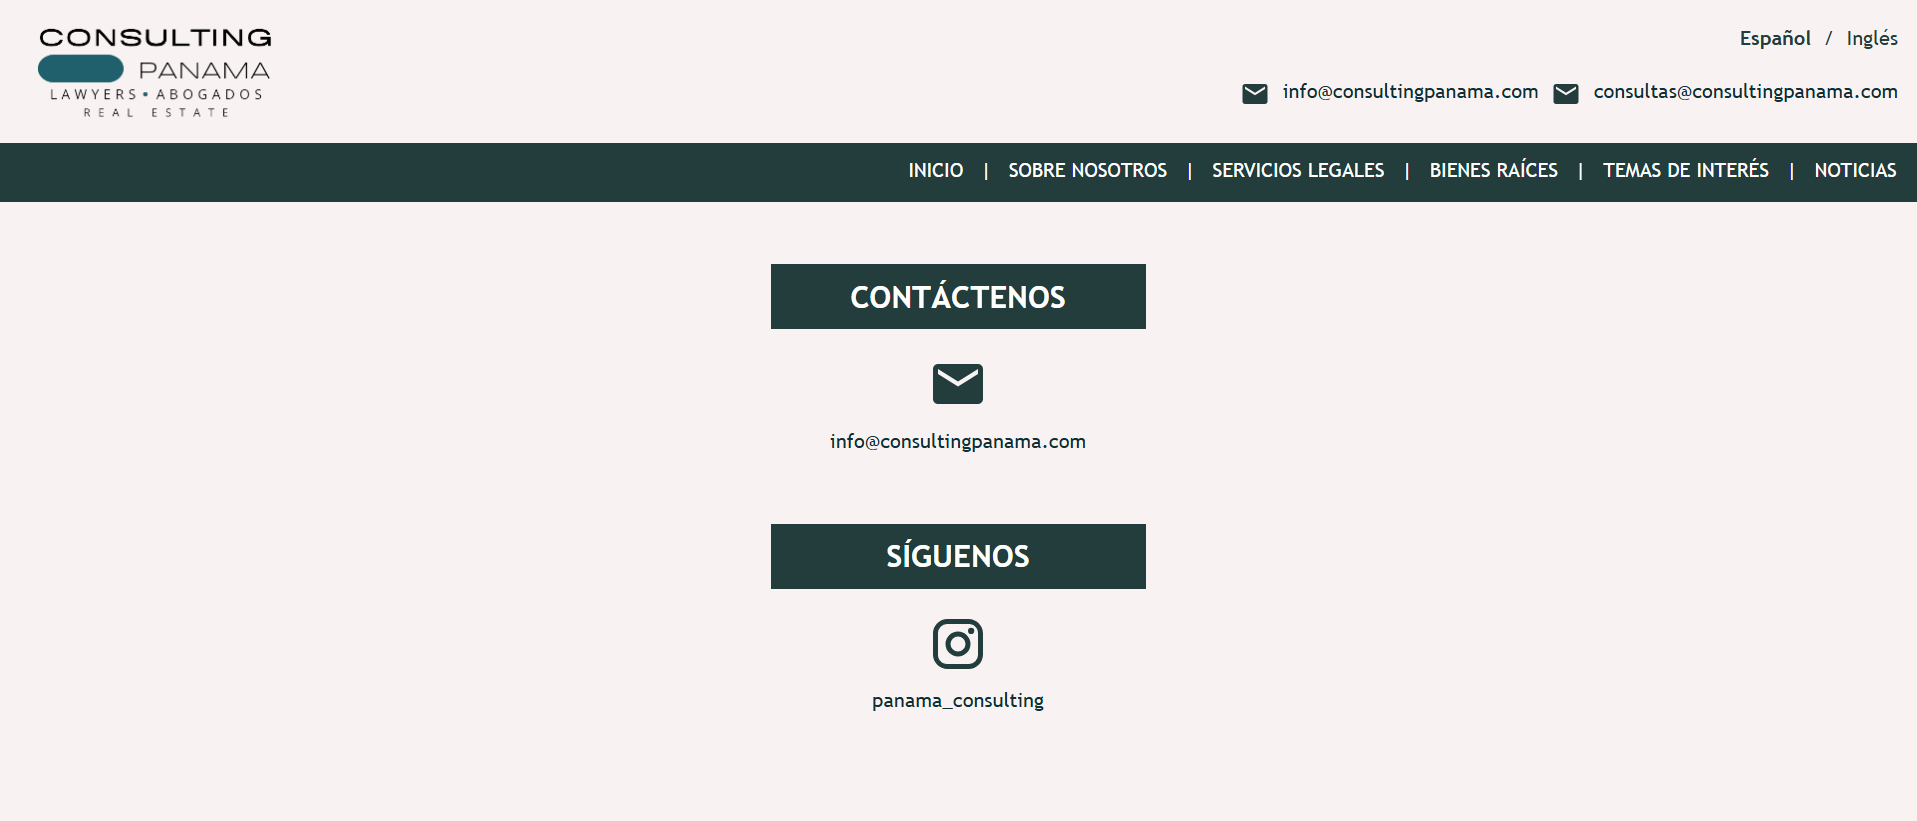 CONSULTING
PANAMA
LAWYERS • ABOGADOS
REAL ESTATE
Español / Inglés
info@consultingpanama.com consultas@consultingpanama.com
INICIO | SOBRE NOSOTROS | SERVICIOS LEGALES | BIENES RAÍCES | TEMAS DE INTERÉS | NOTICIAS
CONTÁCTENOS
info@consultingpanama.com
SÍGUENOS
panama_consulting